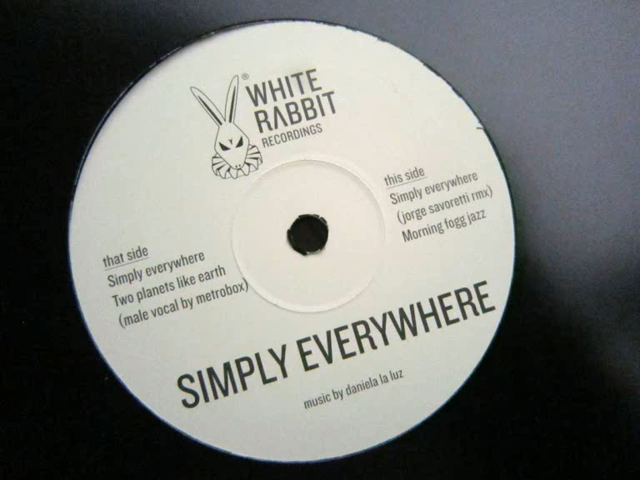 ®
WHITE
RABBIT
RECORDINGS
this side
Simply everywhere
(jorge savoretti rmx)
Morning fogg jazz
that side
Simply everywhere
Two planets like earth
(male vocal by metrobox)
SIMPLY EVERYWHERE
music by daniela la luz